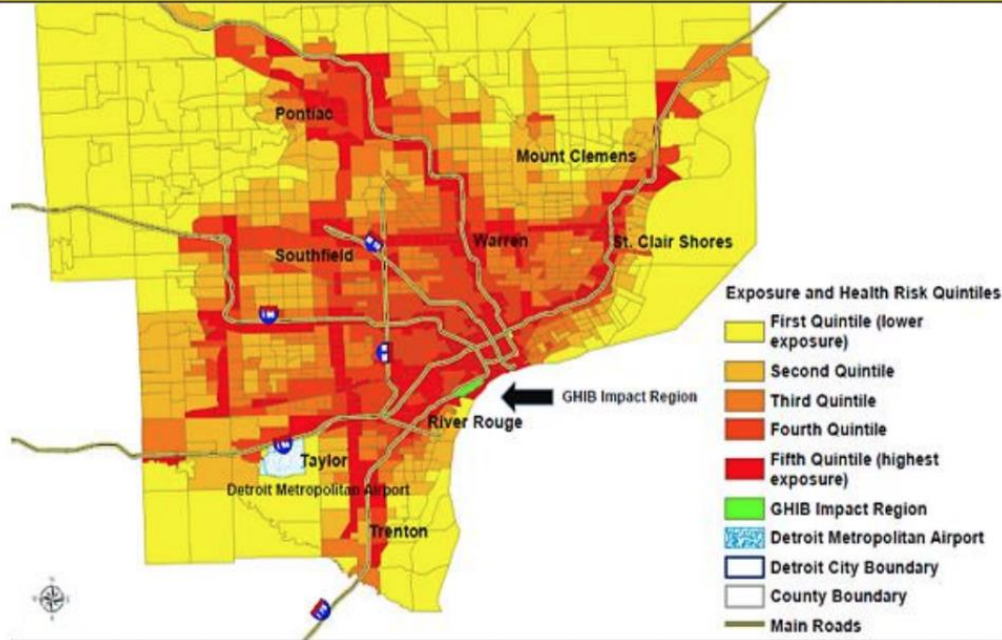 Pontiac
Mount Clemens
Warren
St. Clair Shores
Southfield
Exposure and Health Risk Quintiles
First Quintile (lower
exposure)
Second Quintile
Third Quintile
Fourth Quintile
Fifth Quintile (highest
exposure)
GHIB Impact Region
Detroit Metropolitan Airport
Detroit City Boundary
County Boundary
Main Roads
GHIB Impact Region
River Rouge
Taylor
Detroit Metropolitan Airport
Trenton